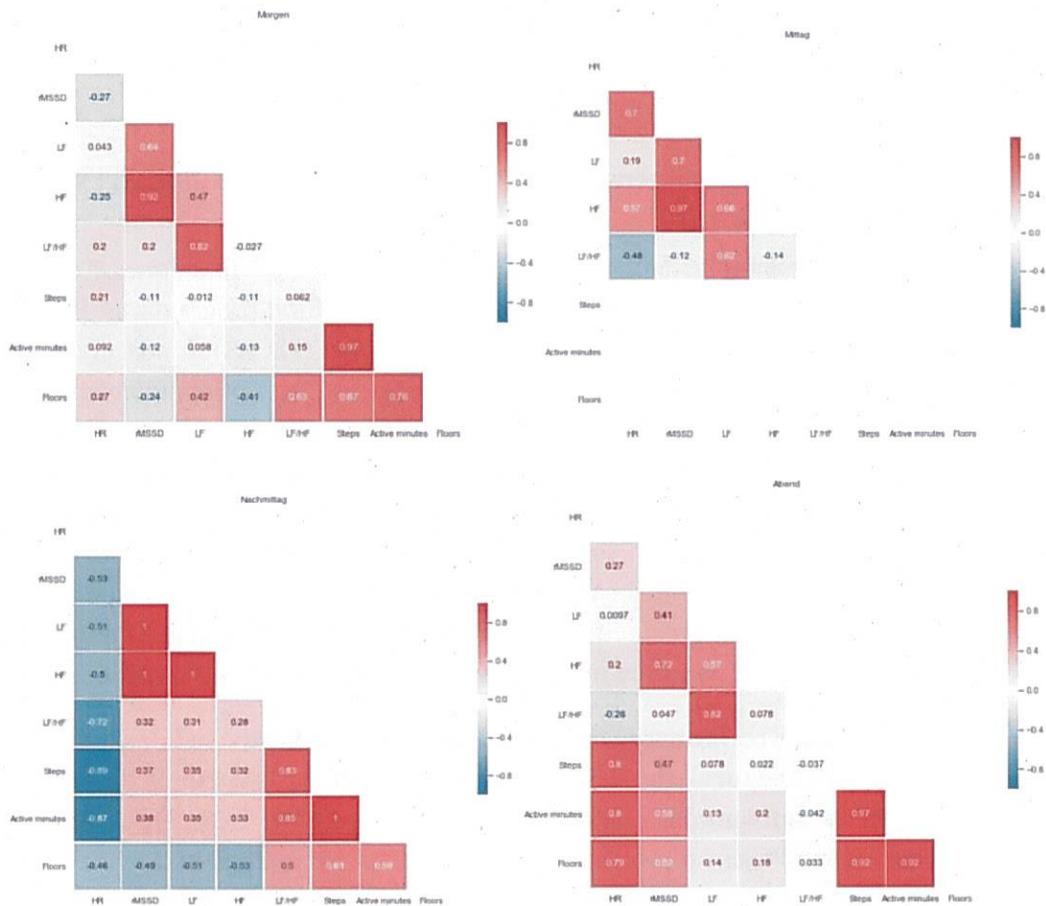 Morgen
HR
rMSSD -0.27
LF 0.043 0.64
HF -0.25 0.92 0.47
LF/HF 0.2 0.2 0.82 -0.027
Steps 0.21 -0.11 -0.012 -0.11 0.062
Active minutes 0.092 -0.12 0.058 -0.13 0.15 0.97
Floors 0.27 -0.24 0.42 -0.41 0.63 0.67 0.76
HR rMSSD LF HF LF/HF Steps Active minutes Floors
0.8
0.4
0.0
-0.4
-0.8
Mittag
HR
rMSSD 0.7
LF 0.19 0.7
HF 0.57 0.97 0.66
LF/HF -0.48 -0.12 0.62 -0.14
Steps
Active minutes
Floors
HR rMSSD LF HF LF/HF Steps Active minutes Floors
0.8
0.4
0.0
-0.4
-0.8
Nachmittag
HR
rMSSD -0.53
LF -0.51 1
HF -0.5 1 1
LF/HF -0.72 0.32 0.31 0.28
Steps -0.89 0.37 0.35 0.32 0.83
Active minutes -0.87 0.38 0.35 0.33 0.85 1
Floors -0.46 -0.49 -0.51 -0.53 0.5 0.61 0.59
HR rMSSD LF HF LF/HF Steps Active minutes Floors
0.8
0.4
0.0
-0.4
-0.8
Abend
HR
rMSSD 0.27
LF 0.0097 0.41
HF 0.2 0.72 0.57
LF/HF -0.26 0.047 0.82 0.078
Steps 0.8 0.47 0.078 0.022 -0.037
Active minutes 0.8 0.58 0.13 0.2 -0.042 0.97
Floors 0.79 0.52 0.14 0.18 0.033 0.92 0.92
HR rMSSD LF HF LF/HF Steps Active minutes Floors
0.8
0.4
0.0
-0.4
-0.8